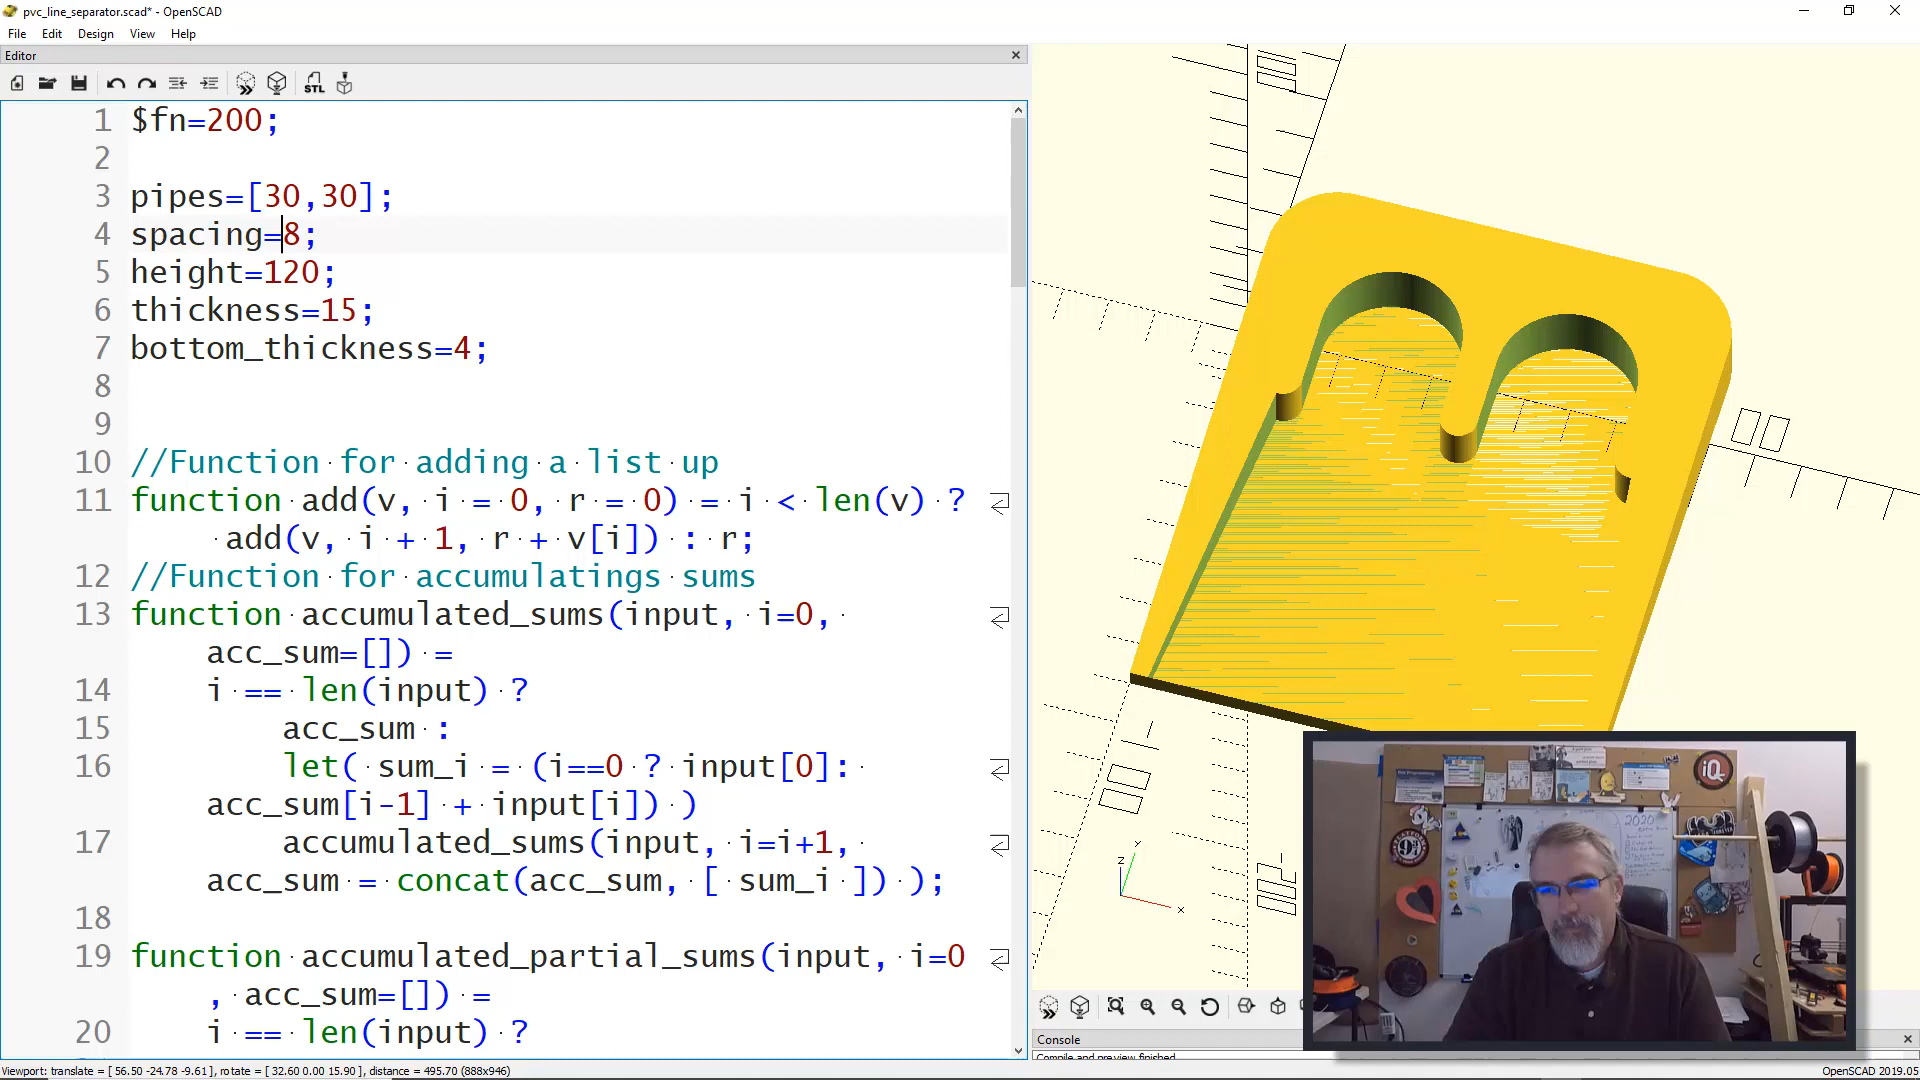 pvc_line_separator.scad* - OpenSCAD
File Edit Design View Help
Editor
STL
1 $fn=200;
2
3 pipes=[30,30];
4 spacing=8;
5 height=120;
6 thickness=15;
7 bottom_thickness=4;
8
9
10 //Function for adding a list up
11 function add(v, i = 0, r = 0) = i < len(v) ?
add(v, i + 1, r + v[i]) : r;
12 //Function for accumulatings sums
13 function accumulated_sums(input, i=0,
acc_sum=[]) =
14 i == len(input) ?
15 acc_sum :
16 let( sum_i = (i==0 ? input[0]:
acc_sum[i-1] + input[i]) )
17 accumulated_sums(input, i=i+1,
acc_sum = concat(acc_sum, [ sum_i ]) );
18
19 function accumulated_partial_sums(input, i=0
, acc_sum=[]) =
20 i == len(input) ?
z
y
x
iQ
2020
9¾
Console
Compile and preview finished.
Viewport: translate = [ 56.50 -24.78 -9.61 ], rotate = [ 32.60 0.00 15.90 ], distance = 495.70 (888x946)
OpenSCAD 2019.05